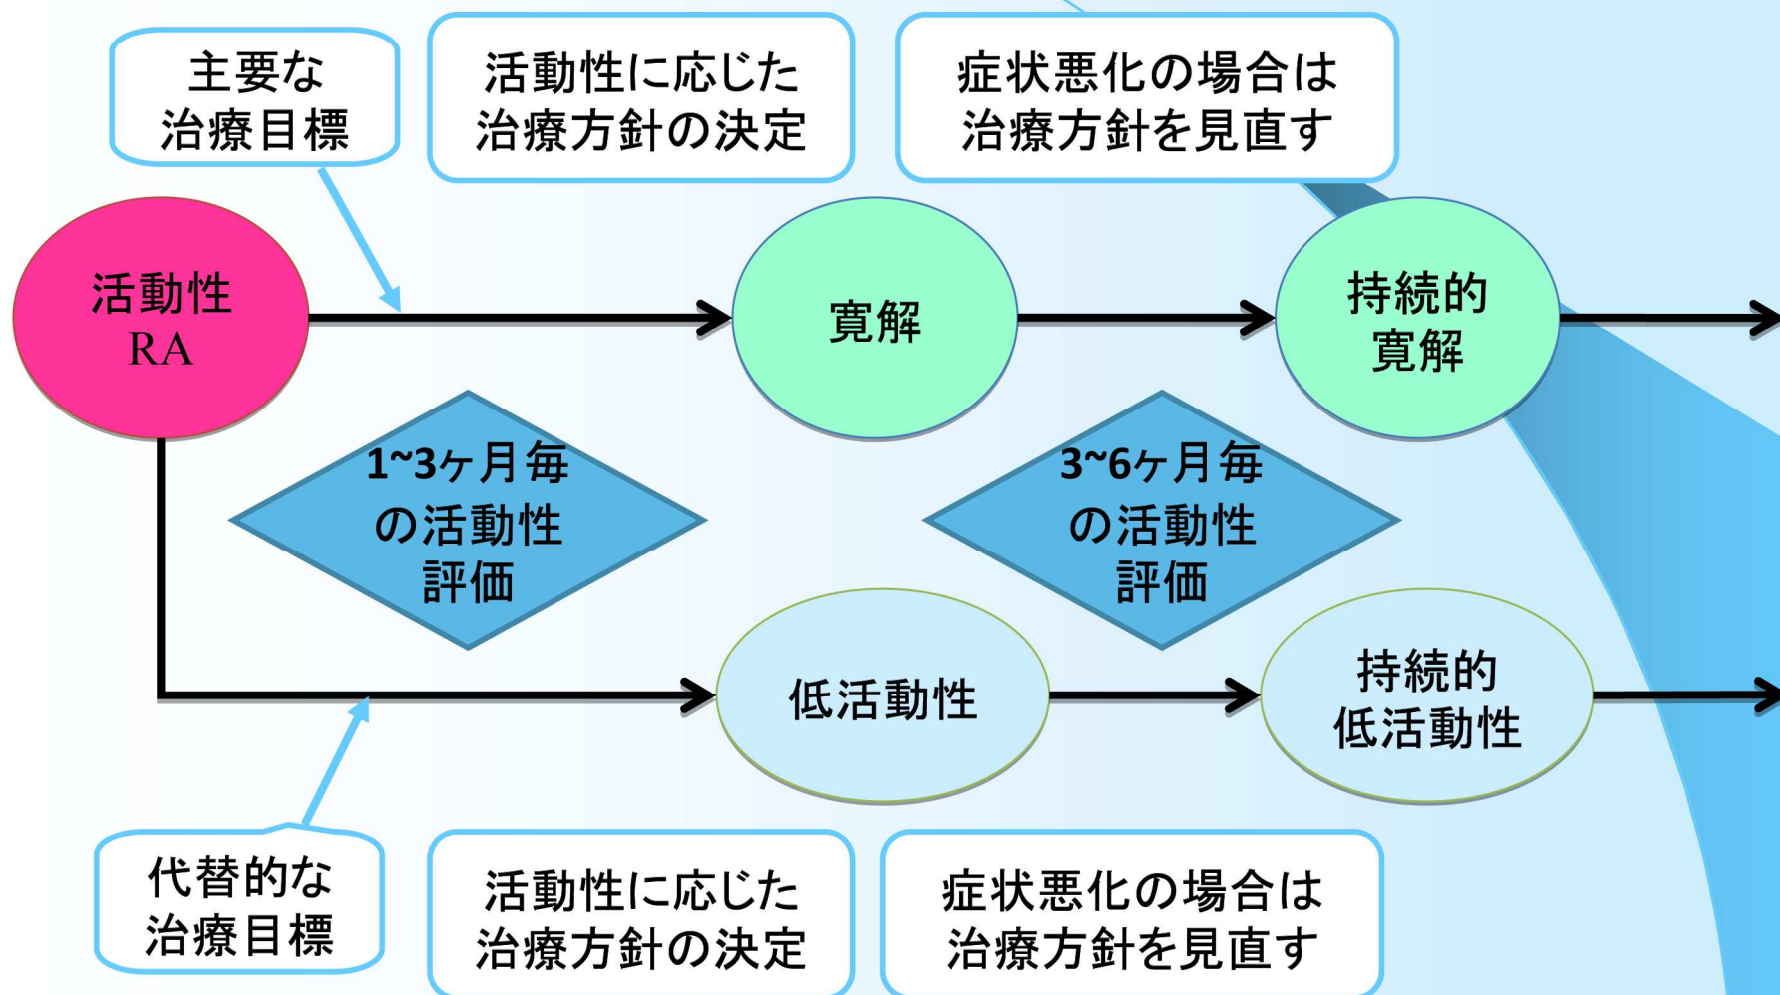 主要な
治療目標
活動性に応じた
治療方針の決定
症状悪化の場合は
治療方針を見直す
活動性
RA
寛解
持続的
寛解
1~3ヶ月毎
の活動性
評価
3~6ヶ月毎
の活動性
評価
低活動性
持続的
低活動性
代替的な
治療目標
活動性に応じた
治療方針の決定
症状悪化の場合は
治療方針を見直す